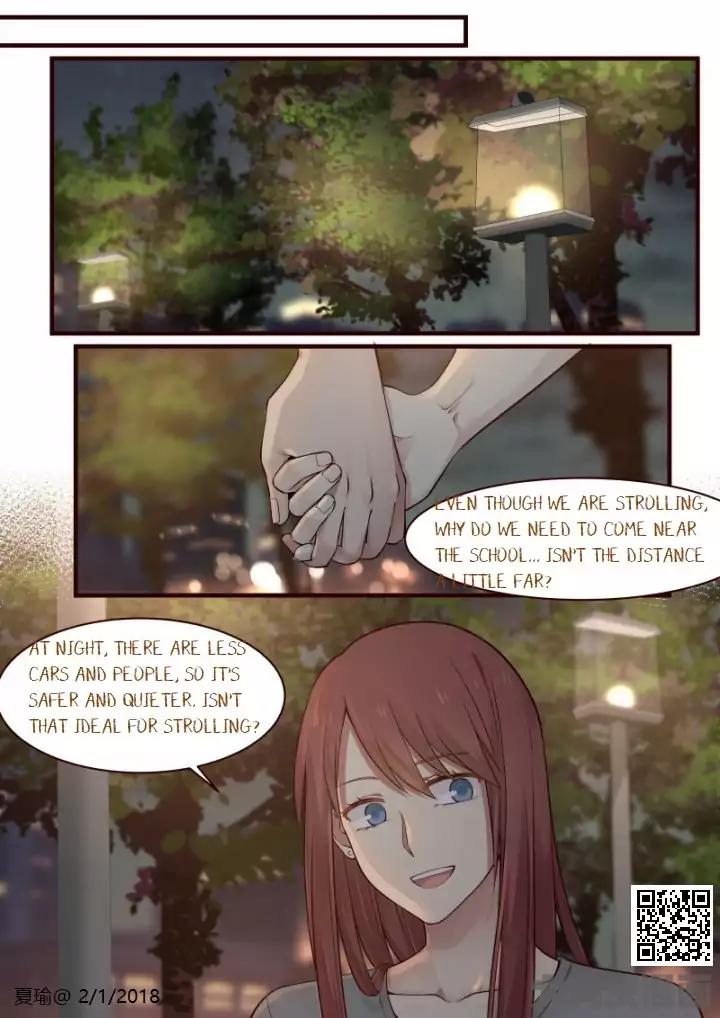 EVEN THOUGH WE ARE STROLLING,
WHY DO WE NEED TO COME NEAR
THE SCHOOL... ISN'T THE DISTANCE
A LITTLE FAR?
AT NIGHT, THERE ARE LESS
CARS AND PEOPLE, SO IT'S
SAFER AND QUIETER. ISN'T
THAT IDEAL FOR STROLLING?
夏瑜@ 2/1/2018